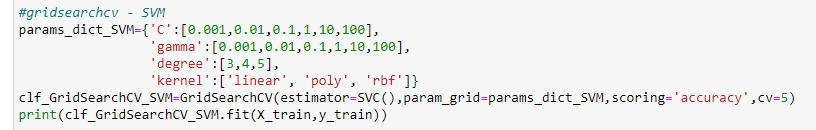 #gridsearchcv - SVM
params_dict_SVM={'C':[0.001,0.01,0.1,1,10,100],
'gamma':[0.001,0.01,0.1,1,10,100],
'degree':[3,4,5],
'kernel':['linear', 'poly', 'rbf']}
clf_GridSearchCV_SVM=GridSearchCV(estimator=SVC(),param_grid=params_dict_SVM,scoring='accuracy',cv=5)
print(clf_GridSearchCV_SVM.fit(X_train,y_train))